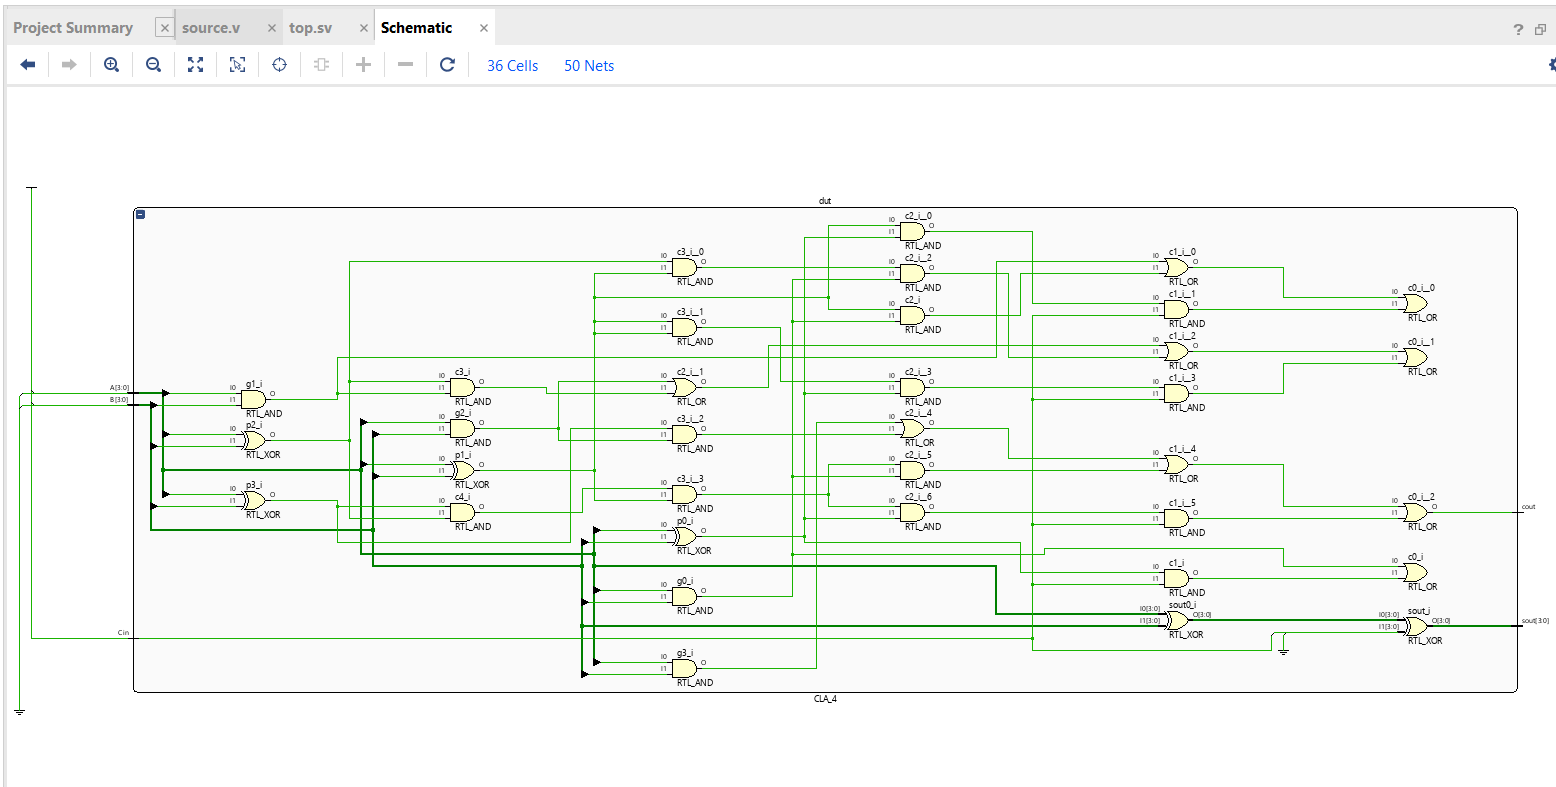 Project Summary
source.v
top.sv
Schematic
36 Cells
50 Nets
dut
A[3:0]
B[3:0]
Cin
g1_i
I0
I1
O
RTL_AND
p2_i
I0
I1
O
RTL_XOR
p3_i
I0
I1
O
RTL_XOR
c3_i
I0
I1
O
RTL_AND
g2_i
I0
I1
O
RTL_AND
p1_i
I0
I1
O
RTL_XOR
c4_i
I0
I1
O
RTL_AND
c3_i__0
I0
I1
O
RTL_AND
c3_i__1
I0
I1
O
RTL_AND
c2_i__1
I0
I1
O
RTL_OR
c3_i__2
I0
I1
O
RTL_AND
c3_i__3
I0
I1
O
RTL_AND
p0_i
I0
I1
O
RTL_XOR
g0_i
I0
I1
O
RTL_AND
g3_i
I0
I1
O
RTL_AND
c2_i__0
I0
I1
O
RTL_AND
c2_i__2
I0
I1
O
RTL_AND
c2_i
I0
I1
O
RTL_AND
c2_i__3
I0
I1
O
RTL_AND
c2_i__4
I0
I1
O
RTL_OR
c2_i__5
I0
I1
O
RTL_AND
c2_i__6
I0
I1
O
RTL_AND
c1_i__0
I0
I1
O
RTL_OR
c1_i__1
I0
I1
O
RTL_AND
c1_i__2
I0
I1
O
RTL_OR
c1_i__3
I0
I1
O
RTL_AND
c1_i__4
I0
I1
O
RTL_OR
c1_i__5
I0
I1
O
RTL_AND
c1_i
I0
I1
O
RTL_AND
sout0_i
I0[3:0]
I1[3:0]
O[3:0]
RTL_XOR
c0_i__0
I0
I1
RTL_OR
c0_i__1
I0
I1
RTL_OR
c0_i__2
I0
I1
O
RTL_OR
c0_i
I0
I1
RTL_OR
sout_i
I0[3:0]
I1[3:0]
O[3:0]
RTL_XOR
cout
sout[3:0]
CLA_4